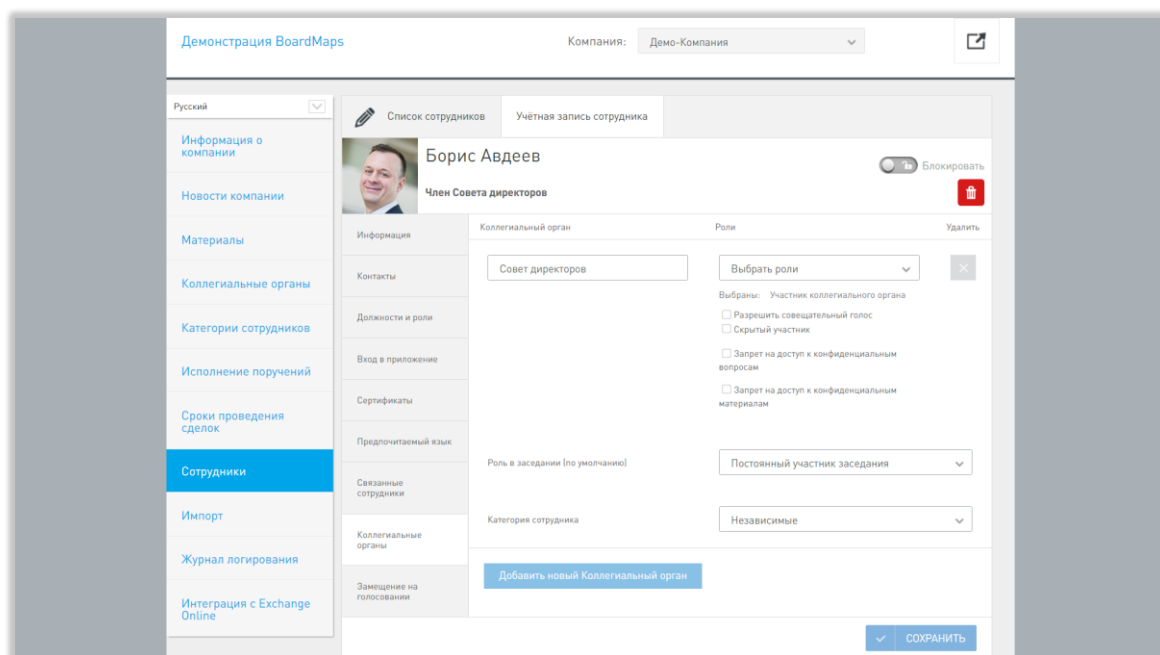 Демонстрация BoardMaps
Компания:
Демо-Компания
Русский
Информация о
компании
Новости компании
Материалы
Коллегиальные органы
Категории сотрудников
Исполнение поручений
Сроки проведения
сделок
Сотрудники
Импорт
Журнал логирования
Интеграция с Exchange
Online
Список сотрудников
Учётная запись сотрудника
Борис Авдеев
Член Совета директоров
Блокировать
Информация
Контакты
Должности и роли
Вход в приложение
Сертификаты
Предпочитаемый язык
Связанные
сотрудники
Коллегиальные
органы
Замещение на
голосовании
Коллегиальный орган
Роли
Удалить
Совет директоров
Выбрать роли
Выбраны: Участник коллегиального органа
Разрешить совещательный голос
Скрытый участник
Запрет на доступ к конфиденциальным
вопросам
Запрет на доступ к конфиденциальным
материалам
Роль в заседании (по умолчанию)
Постоянный участник заседания
Категория сотрудника
Независимые
Добавить новый Коллегиальный орган
СОХРАНИТЬ